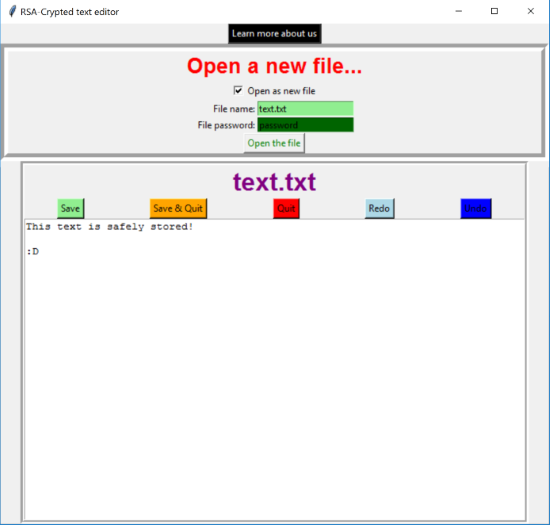 RSA-Crypted text editor
Learn more about us
Open a new file...
Open as new file
File name: text.txt
File password: password
Open the file
text.txt
Save Save & Quit Quit Redo Undo
This text is safely stored!
:D